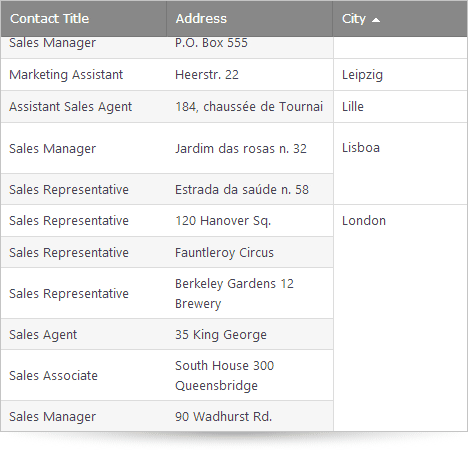 Contact Title Address City
Sales Manager P.O. Box 555
Marketing Assistant Heerstr. 22 Leipzig
Assistant Sales Agent 184, chaussée de Tournai Lille
Sales Manager Jardim das rosas n. 32 Lisboa
Sales Representative Estrada da saúde n. 58
Sales Representative 120 Hanover Sq. London
Sales Representative Fauntleroy Circus
Sales Representative Berkeley Gardens 12
Brewery
Sales Agent 35 King George
Sales Associate South House 300
Queensbridge
Sales Manager 90 Wadhurst Rd.